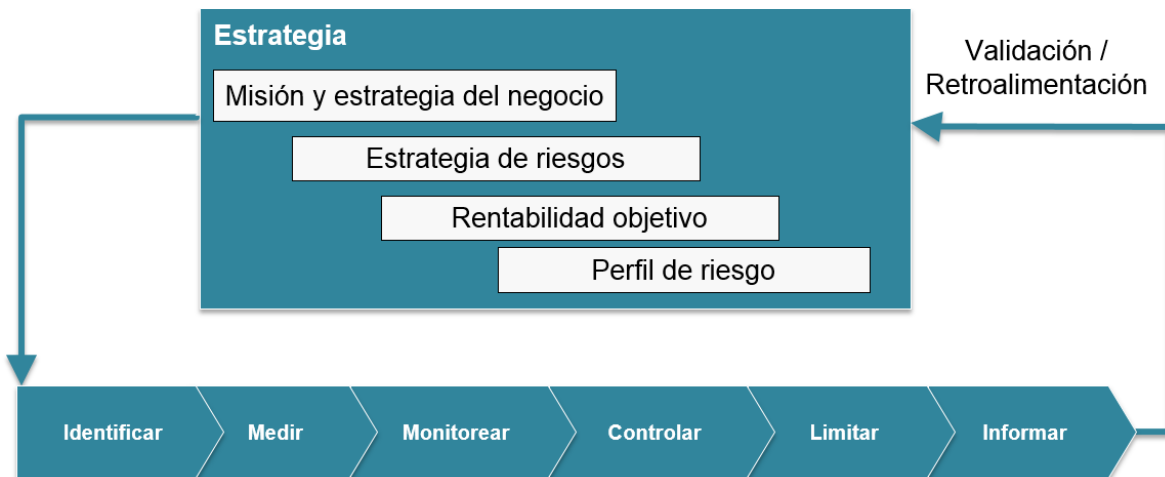 Estrategia
Misión y estrategia del negocio
Estrategia de riesgos
Rentabilidad objetivo
Perfil de riesgo
Validación /
Retroalimentación
Identificar
Medir
Monitorear
Controlar
Limitar
Informar